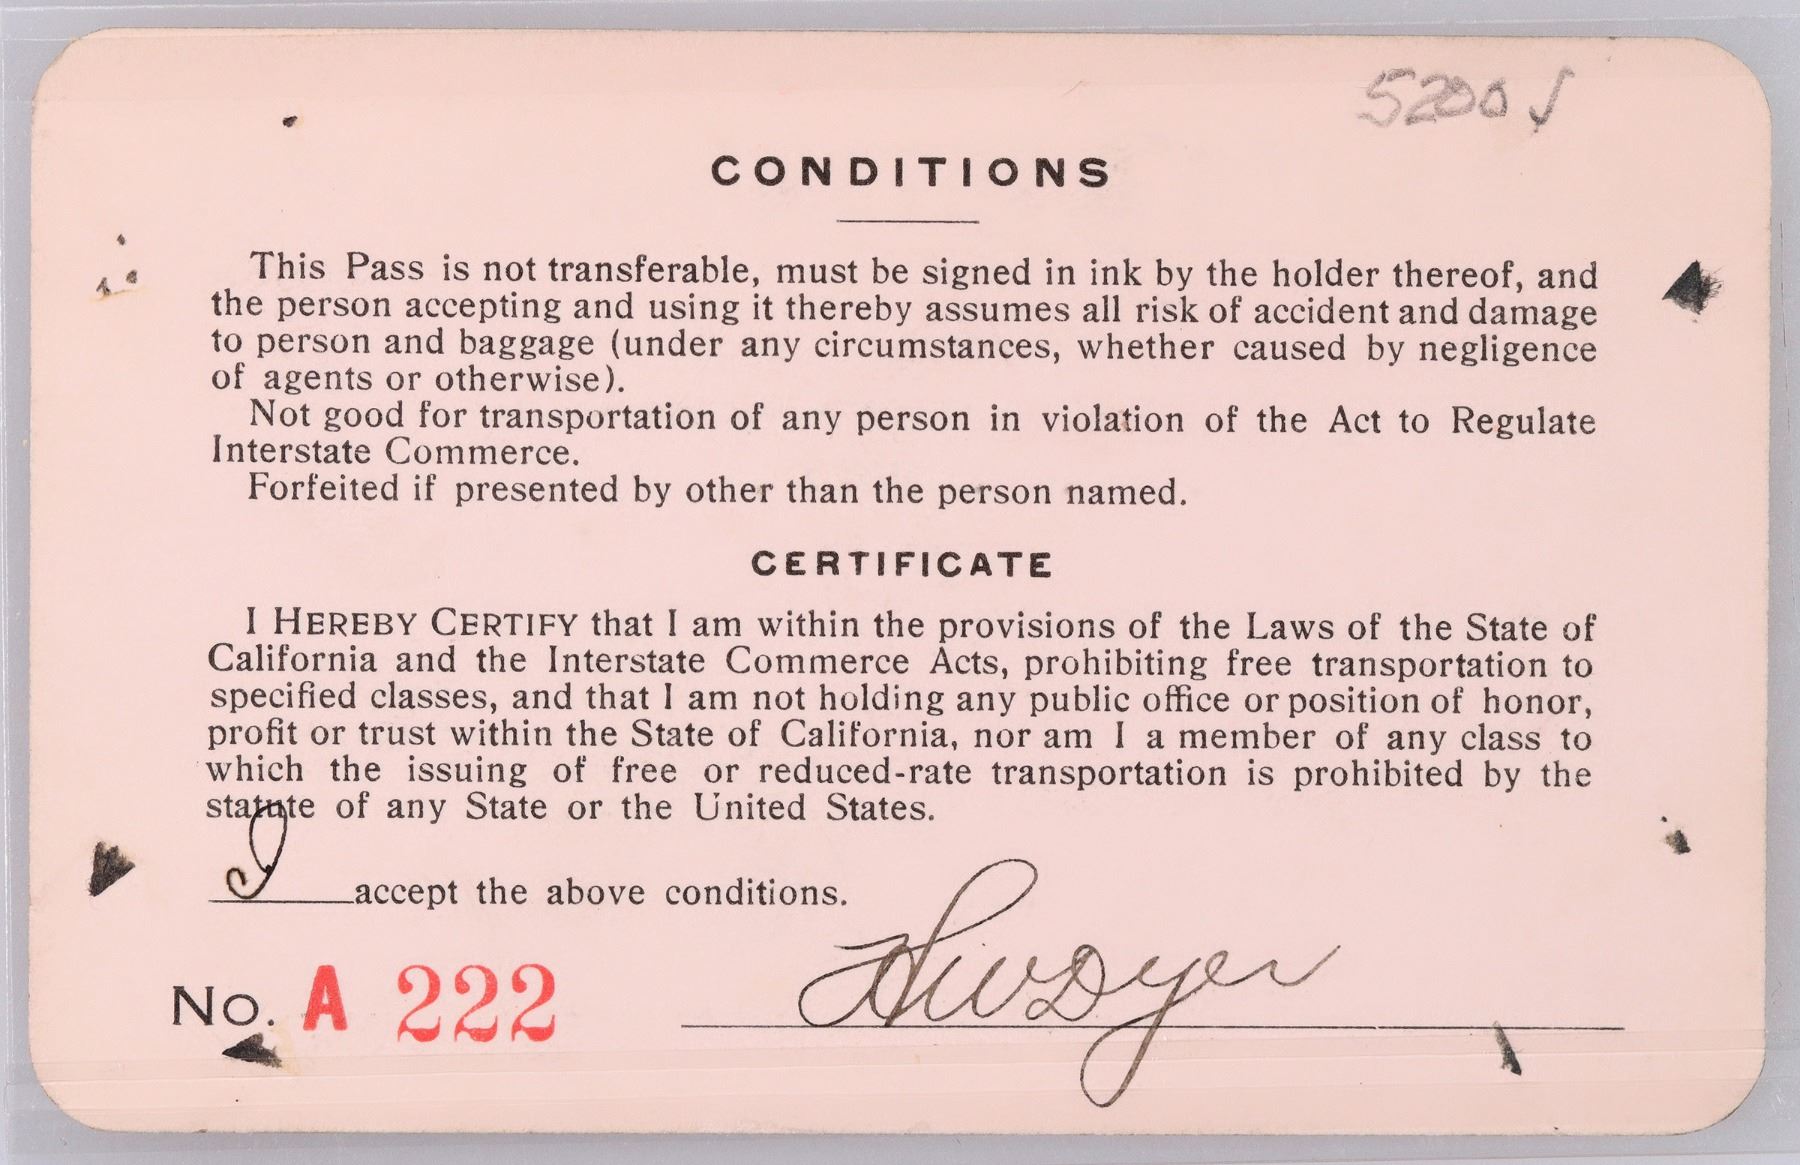 5200
CONDITIONS
This Pass is not transferable, must be signed in ink by the holder thereof, and
the person accepting and using it thereby assumes all risk of accident and damage
to person and baggage (under any circumstances, whether caused by negligence
of agents or otherwise).
Not good for transportation of any person in violation of the Act to Regulate
Interstate Commerce.
Forfeited if presented by other than the person named.
CERTIFICATE
I HEREBY CERTIFY that I am within the provisions of the Laws of the State of
California and the Interstate Commerce Acts, prohibiting free transportation to
specified classes, and that I am not holding any public office or position of honor,
profit or trust within the State of California, nor am I a member of any class to
which the issuing of free or reduced-rate transportation is prohibited by the
statute of any State or the United States.
I accept the above conditions.
No. A 222
Dyer